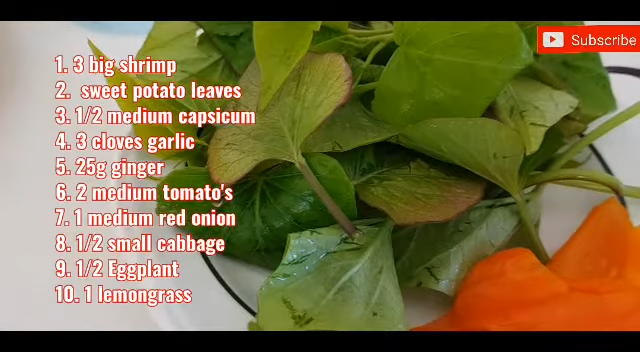 Subscribe
1. 3 big shrimp
2. sweet potato leaves
3. 1/2 medium capsicum
4. 3 cloves garlic
5. 25g ginger
6. 2 medium tomato's
7. 1 medium red onion
8. 1/2 small cabbage
9. 1/2 Eggplant
10. 1 lemongrass